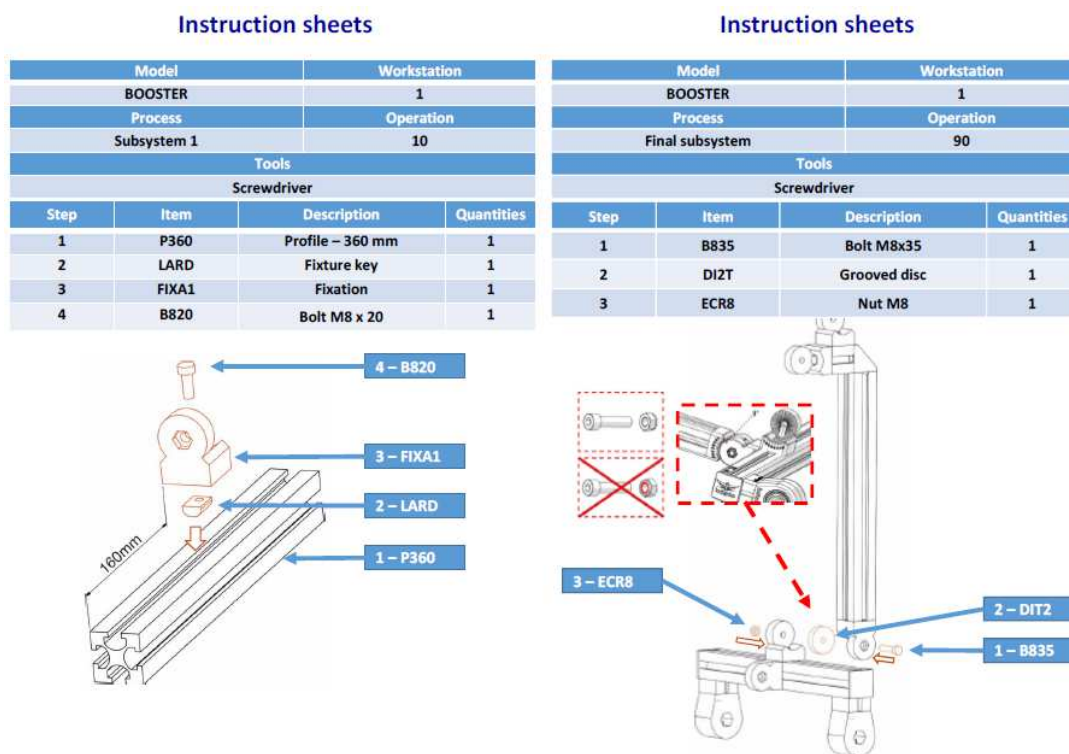 Instruction sheets
Model Workstation
BOOSTER 1
Process Operation
Subsystem 1 10
Tools
Screwdriver
Step Item Description Quantities
1 P360 Profile – 360 mm 1
2 LARD Fixture key 1
3 FIXA1 Fixation 1
4 B820 Bolt M8 x 20 1
4 – B820
3 – FIXA1
2 – LARD
160mm
1 – P360
Instruction sheets
Model Workstation
BOOSTER 1
Process Operation
Final subsystem 90
Tools
Screwdriver
Step Item Description Quantities
1 B835 Bolt M8x35 1
2 DI2T Grooved disc 1
3 ECR8 Nut M8 1
3 – ECR8
2 – DIT2
1 – B835